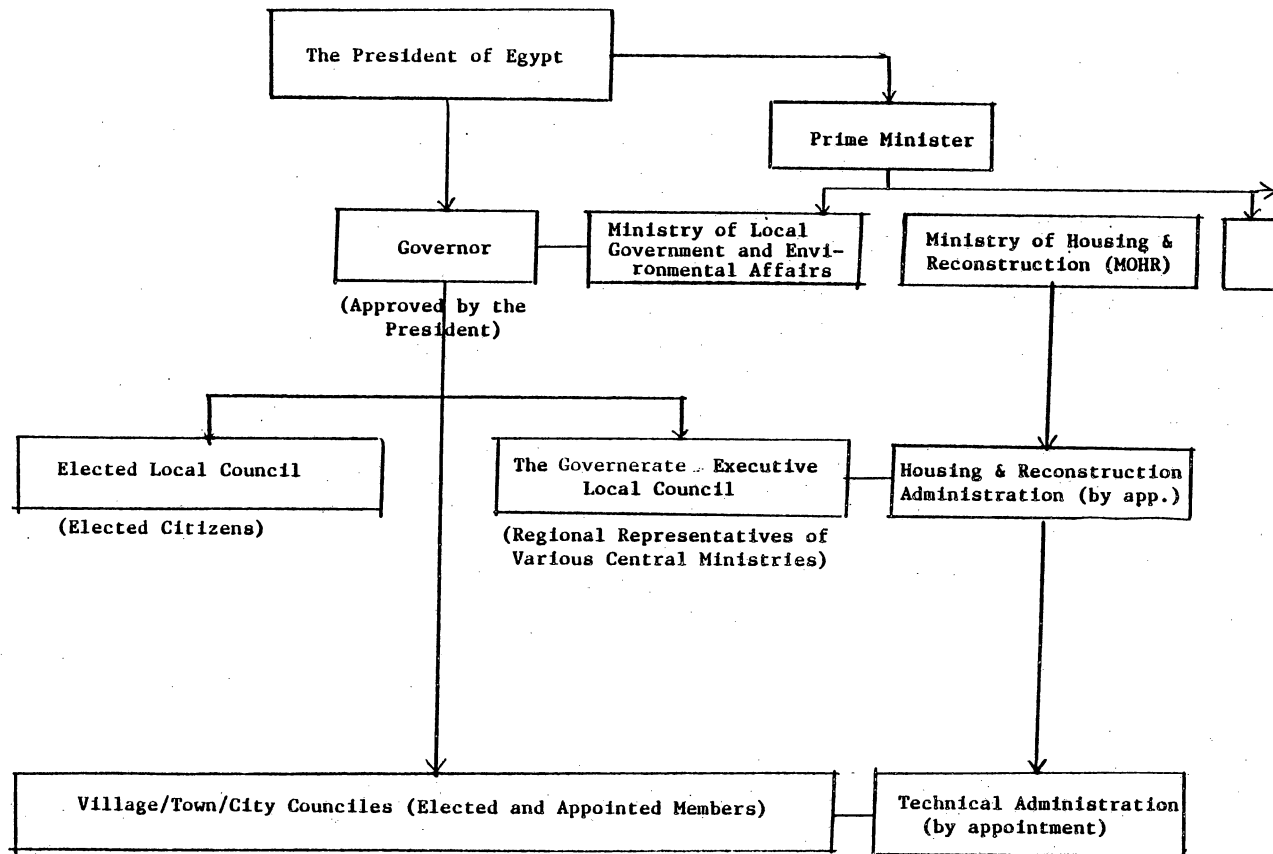 The President of Egypt
Prime Minister
Governor
(Approved by the
President)
Ministry of Local
Government and Envi-
ronmental Affairs
Ministry of Housing &
Reconstruction (MOHR)
Elected Local Council
(Elected Citizens)
The Governerate Executive
Local Council
(Regional Representatives of
Various Central Ministries)
Housing & Reconstruction
Administration (by app.)
Village/Town/City Counciles (Elected and Appointed Members)
Technical Administration
(by appointment)